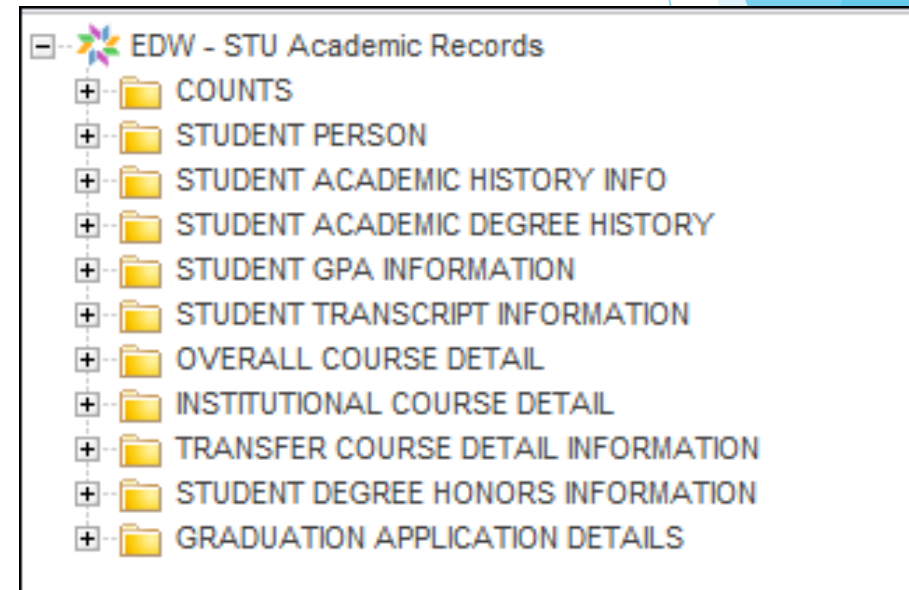 EDW - STU Academic Records
COUNTS
STUDENT PERSON
STUDENT ACADEMIC HISTORY INFO
STUDENT ACADEMIC DEGREE HISTORY
STUDENT GPA INFORMATION
STUDENT TRANSCRIPT INFORMATION
OVERALL COURSE DETAIL
INSTITUTIONAL COURSE DETAIL
TRANSFER COURSE DETAIL INFORMATION
STUDENT DEGREE HONORS INFORMATION
GRADUATION APPLICATION DETAILS